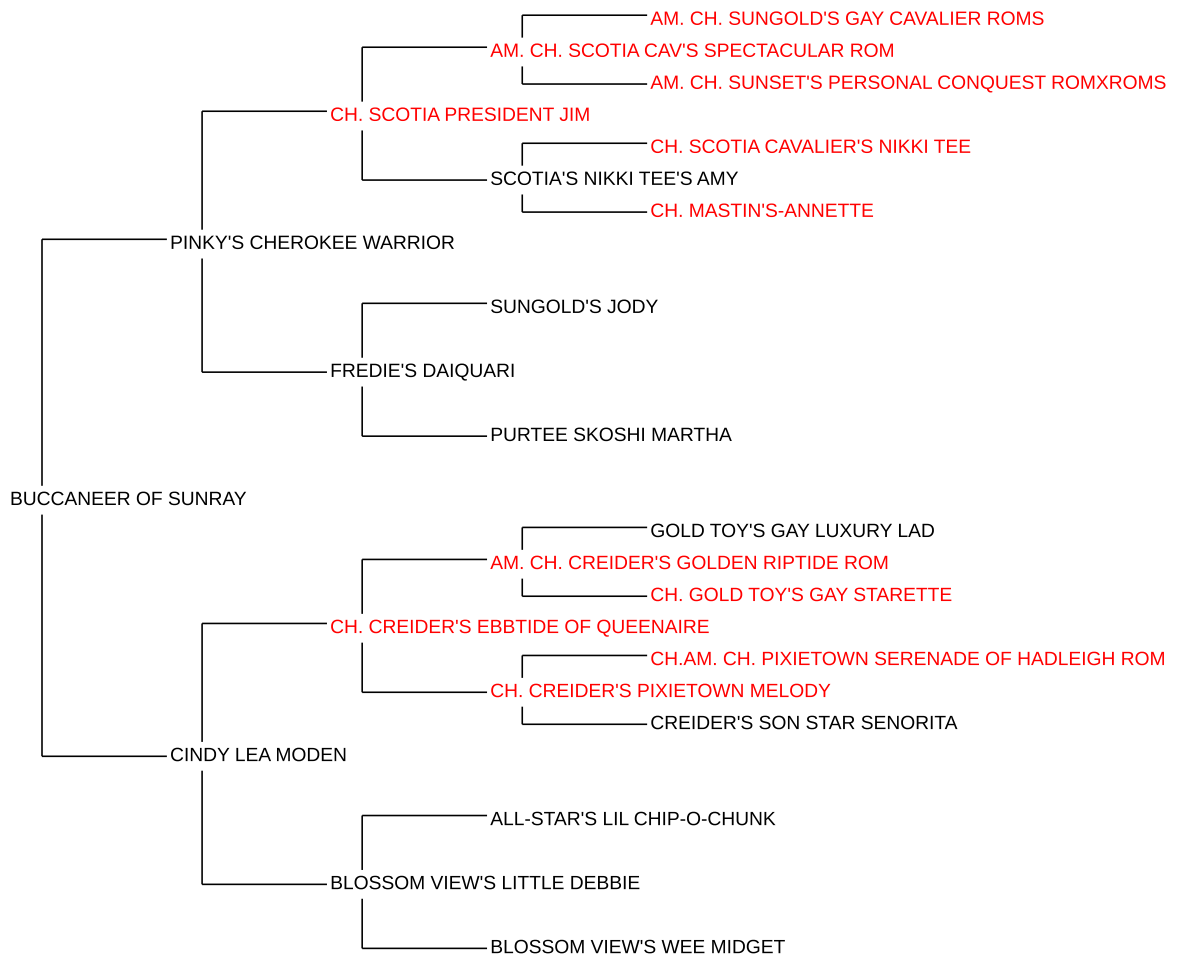 AM. CH. SUNGOLD'S GAY CAVALIER ROMS
AM. CH. SCOTIA CAV'S SPECTACULAR ROM
AM. CH. SUNSET'S PERSONAL CONQUEST ROMXROMS
CH. SCOTIA PRESIDENT JIM
CH. SCOTIA CAVALIER'S NIKKI TEE
SCOTIA'S NIKKI TEE'S AMY
CH. MASTIN'S-ANNETTE
PINKY'S CHEROKEE WARRIOR
SUNGOLD'S JODY
FREDIE'S DAIQUARI
PURTEE SKOSHI MARTHA
BUCCANEER OF SUNRAY
GOLD TOY'S GAY LUXURY LAD
AM. CH. CREIDER'S GOLDEN RIPTIDE ROM
CH. GOLD TOY'S GAY STARETTE
CH. CREIDER'S EBBTIDE OF QUEENAIRE
CH.AM. CH. PIXIETOWN SERENADE OF HADLEIGH ROM
CH. CREIDER'S PIXIETOWN MELODY
CREIDER'S SON STAR SENORITA
CINDY LEA MODEN
ALL-STAR'S LIL CHIP-O-CHUNK
BLOSSOM VIEW'S LITTLE DEBBIE
BLOSSOM VIEW'S WEE MIDGET